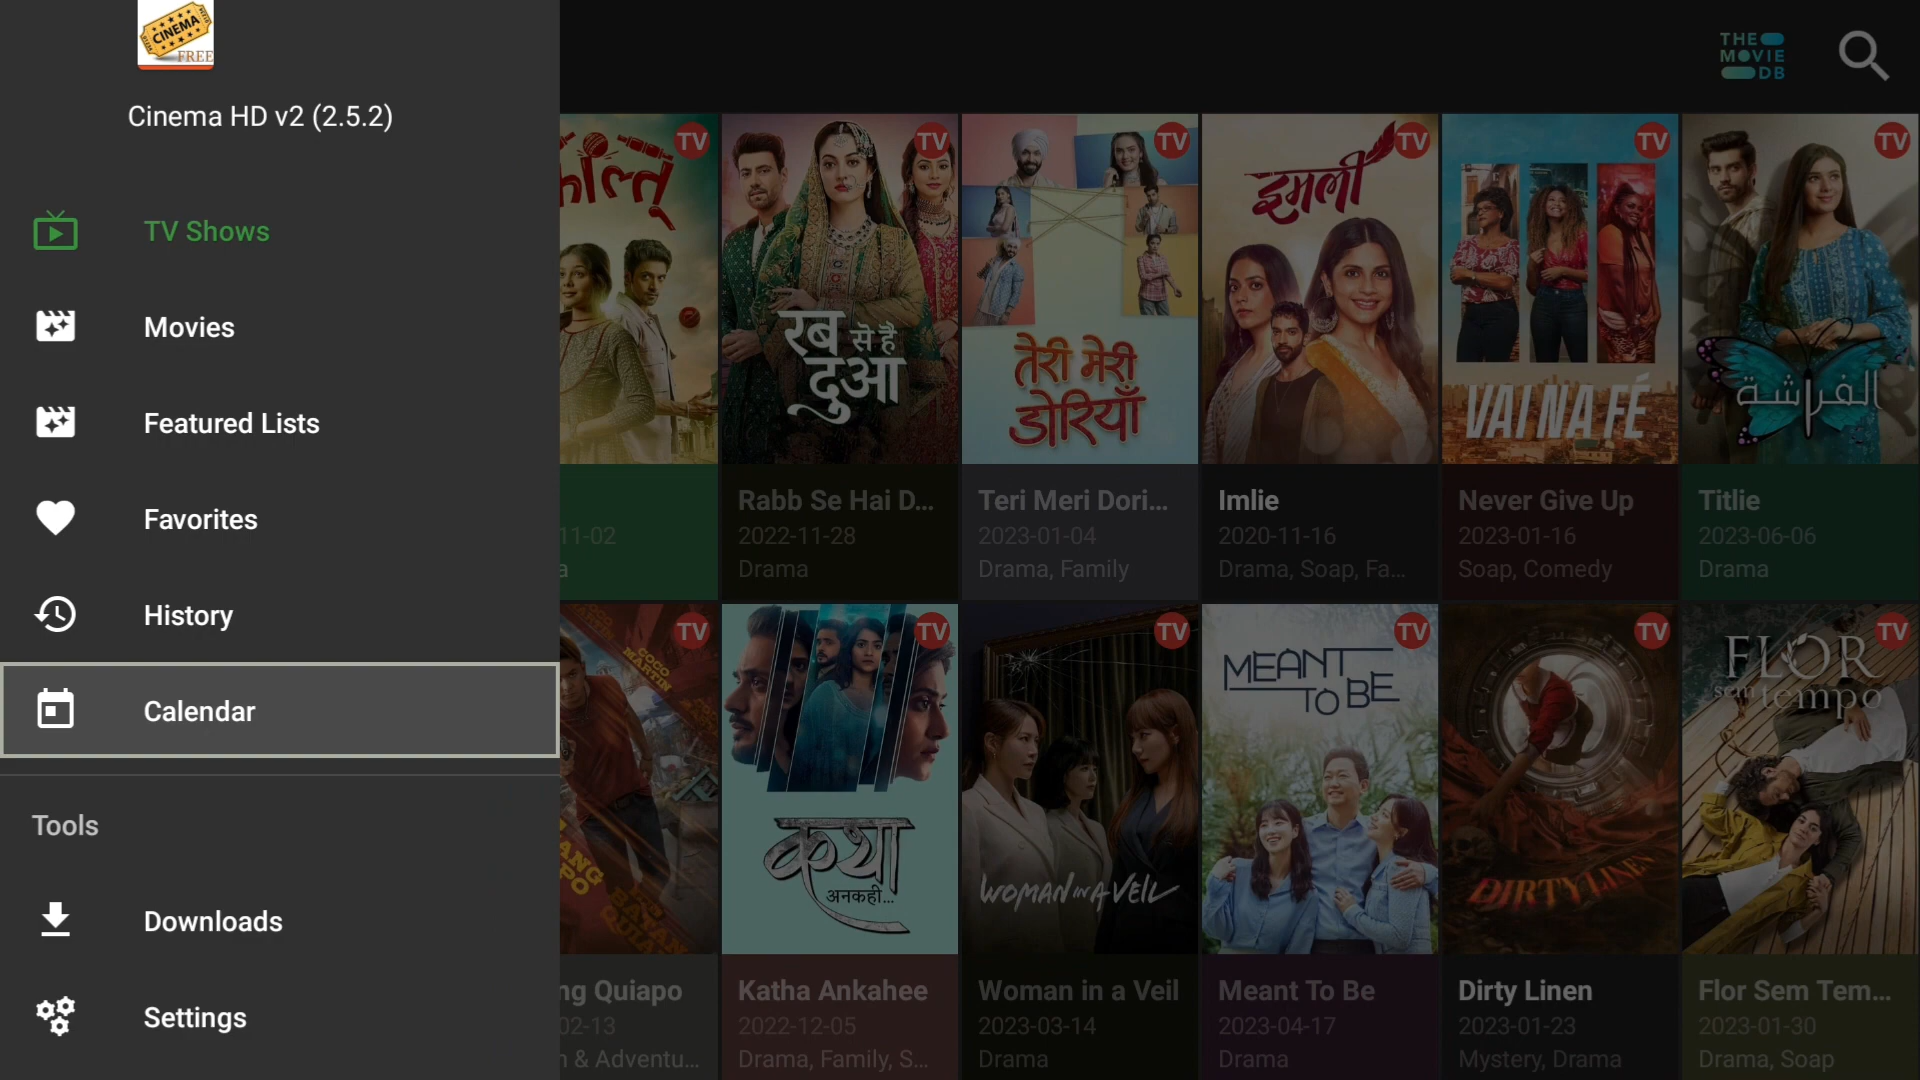 CINEMA
FREE
Cinema HD v2 (2.5.2)
TV Shows
Movies
Featured Lists
Favorites
History
Calendar
Tools
Downloads
Settings
THE
MOVIE
DB
TV
TV
रब से है
दुआ
TV
तेरी मेरी
डोरियाँ
TV
इमली
TV
VAI NA FÉ
TV
الفراشة
11-02
a
Rabb Se Hai D...
2022-11-28
Drama
Teri Meri Dori...
2023-01-04
Drama, Family
Imlie
2020-11-16
Drama, Soap, Fa...
Never Give Up
2023-01-16
Soap, Comedy
Titlie
2023-06-06
Drama
TV
COCO
MARTIN
TV
कथा
अनकही...
TV
WOMAN IN A VEIL
TV
MEANT
TO BE
TV
DIRTY LINEN
TV
FLOR
sem tempo
ng Quiapo
02-13
n & Adventu...
Katha Ankahee
2022-12-05
Drama, Family, S...
Woman in a Veil
2023-03-14
Drama
Meant To Be
2023-04-17
Drama
Dirty Linen
2023-01-23
Mystery, Drama
Flor Sem Tem...
2023-01-30
Drama, Soap